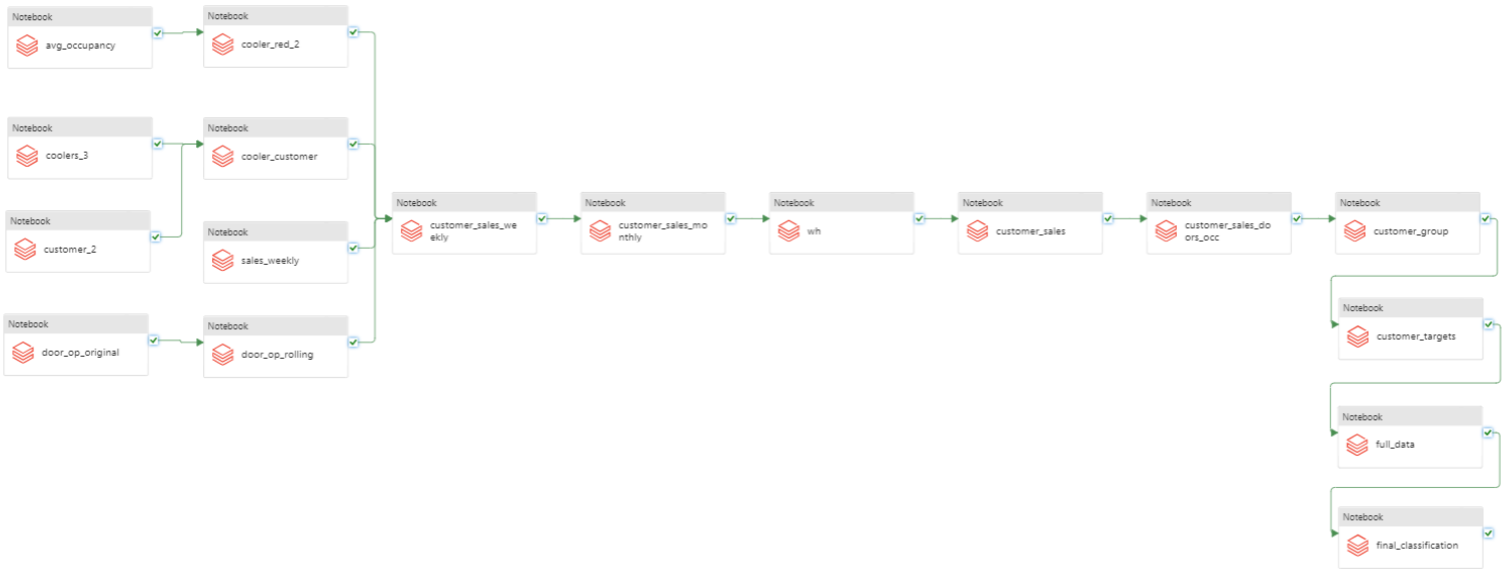 Notebook
avg_occupancy
Notebook
cooler_red_2
Notebook
coolers_3
Notebook
cooler_customer
Notebook
customer_2
Notebook
sales_weekly
Notebook
door_op_original
Notebook
door_op_rolling
Notebook
customer_sales_we
ekly
Notebook
customer_sales_mo
nthly
Notebook
wh
Notebook
customer_sales
Notebook
customer_sales_do
ors_occ
Notebook
customer_group
Notebook
customer_targets
Notebook
full_data
Notebook
final_classification